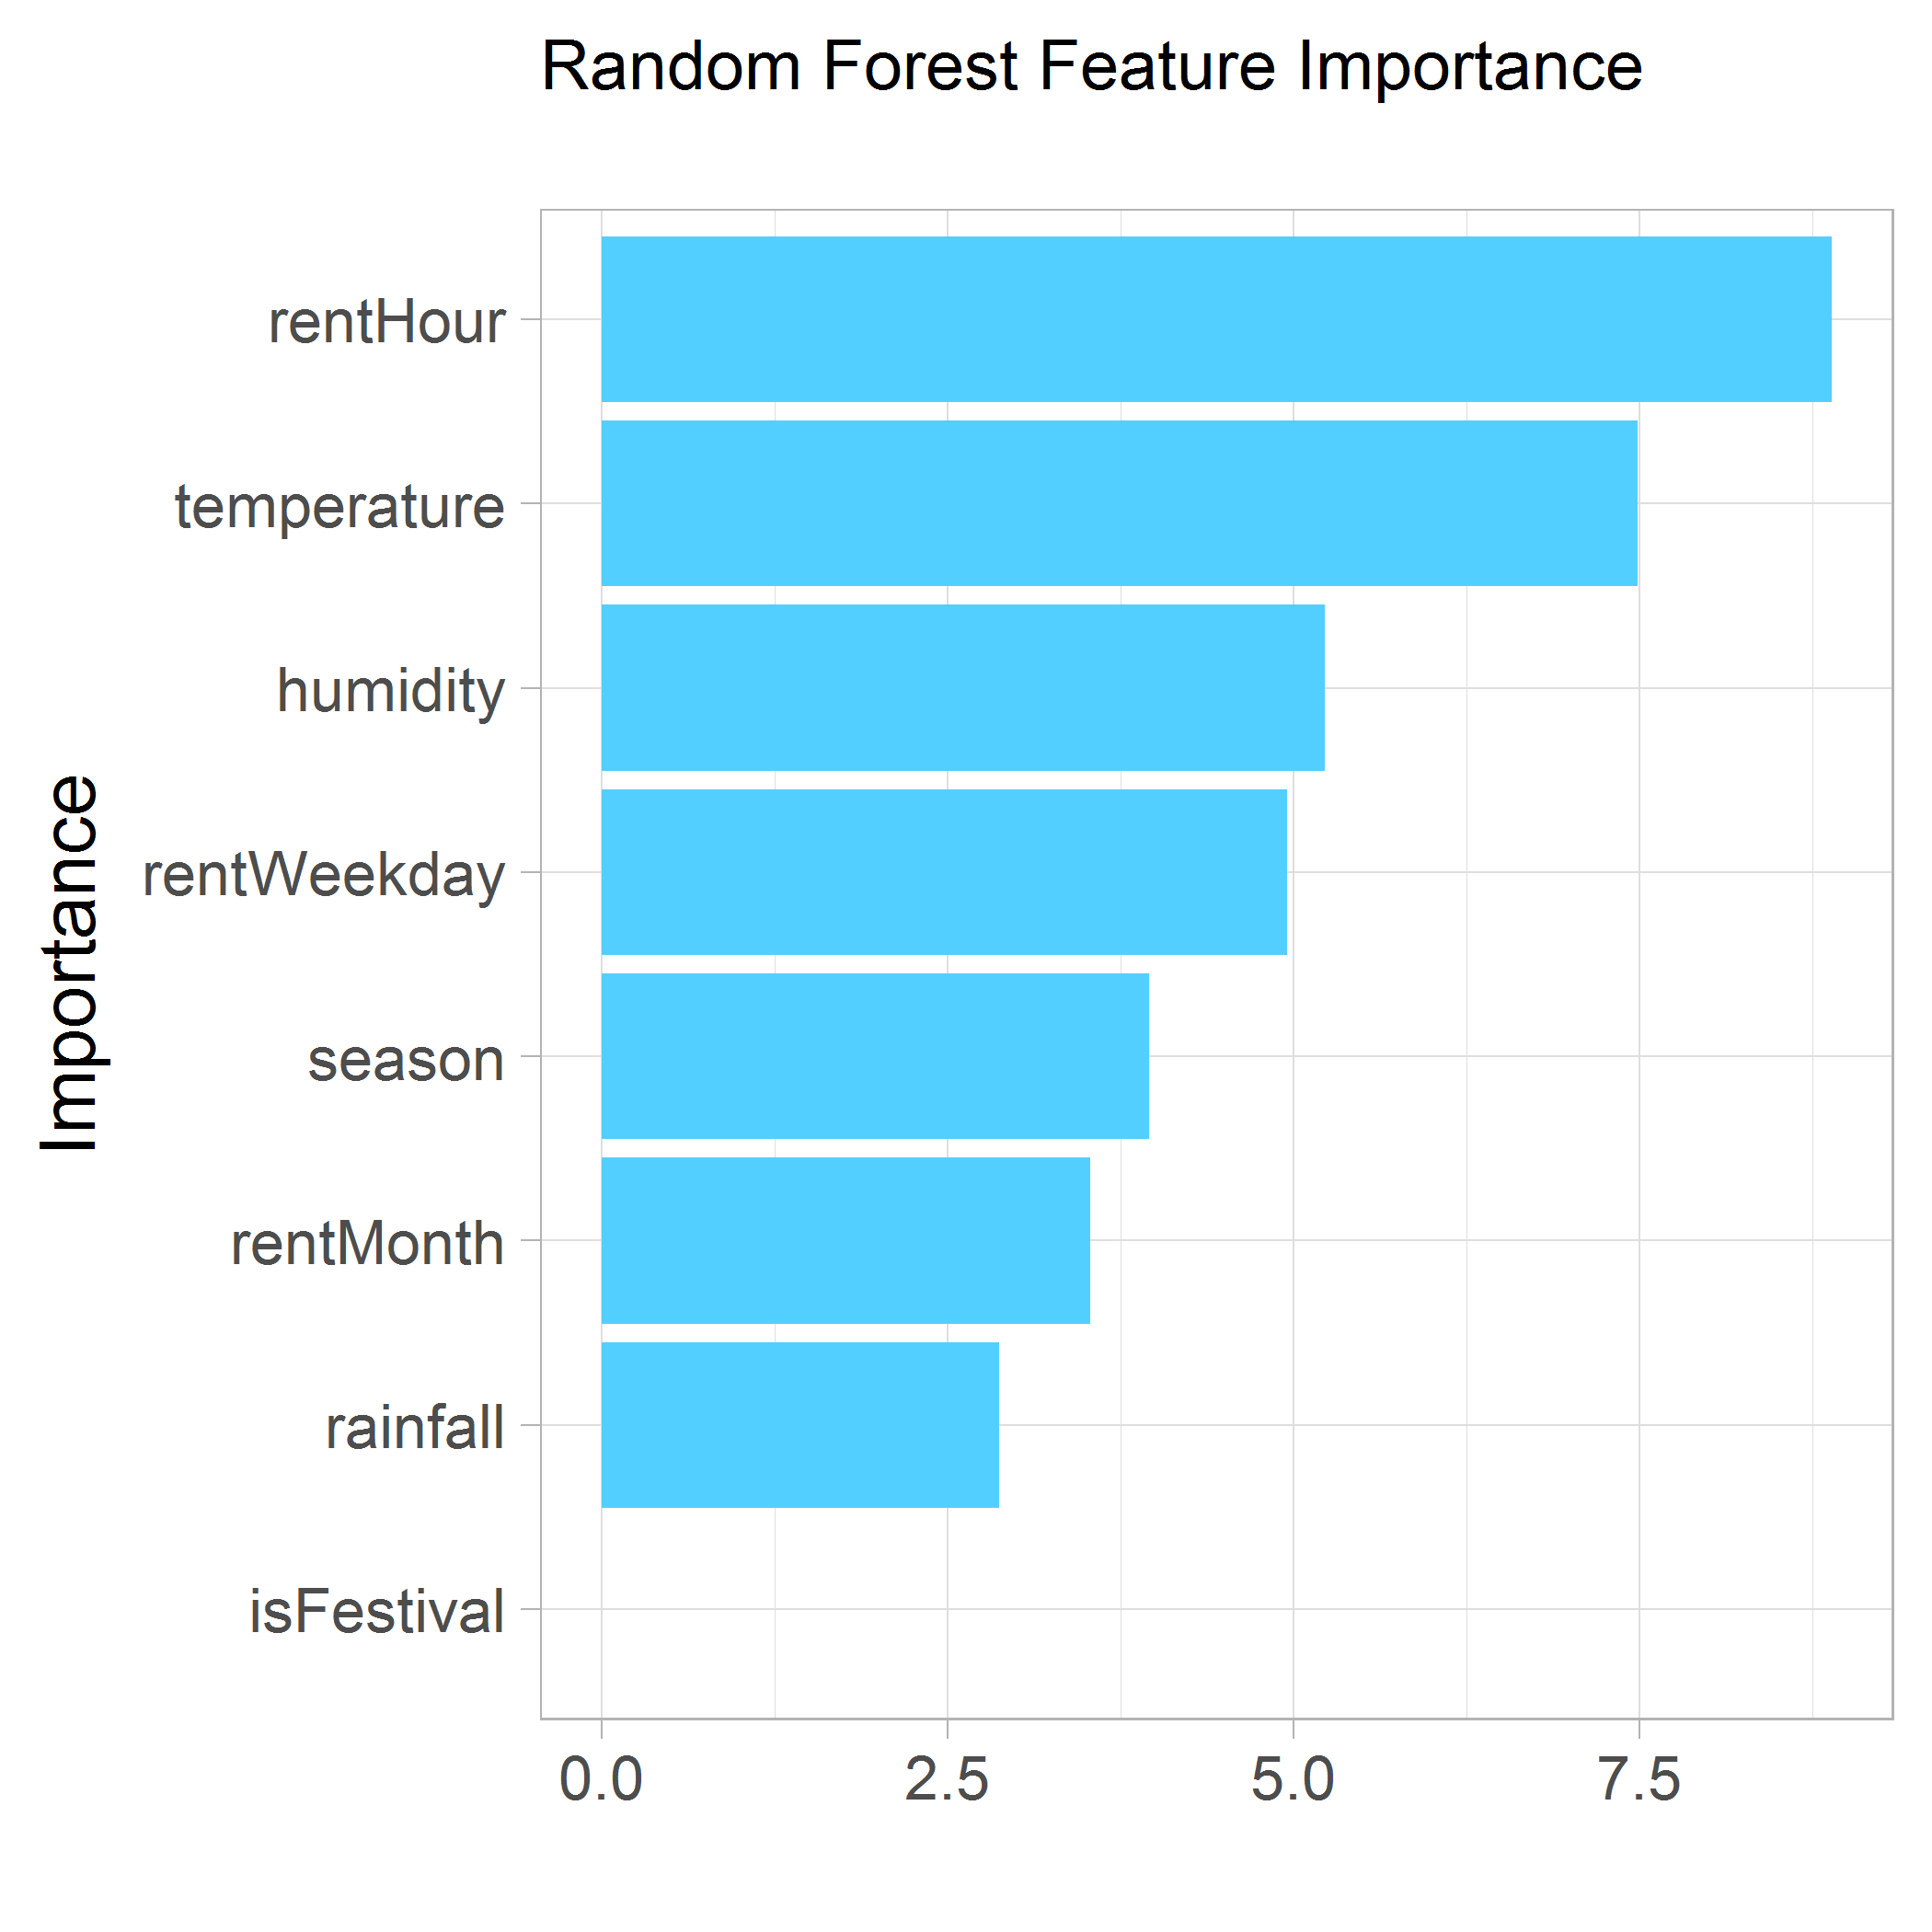 Random Forest Feature Importance
rentHour
temperature
humidity
rentWeekday
season
rentMonth
rainfall
isFestival
Importance
0.0 2.5 5.0 7.5